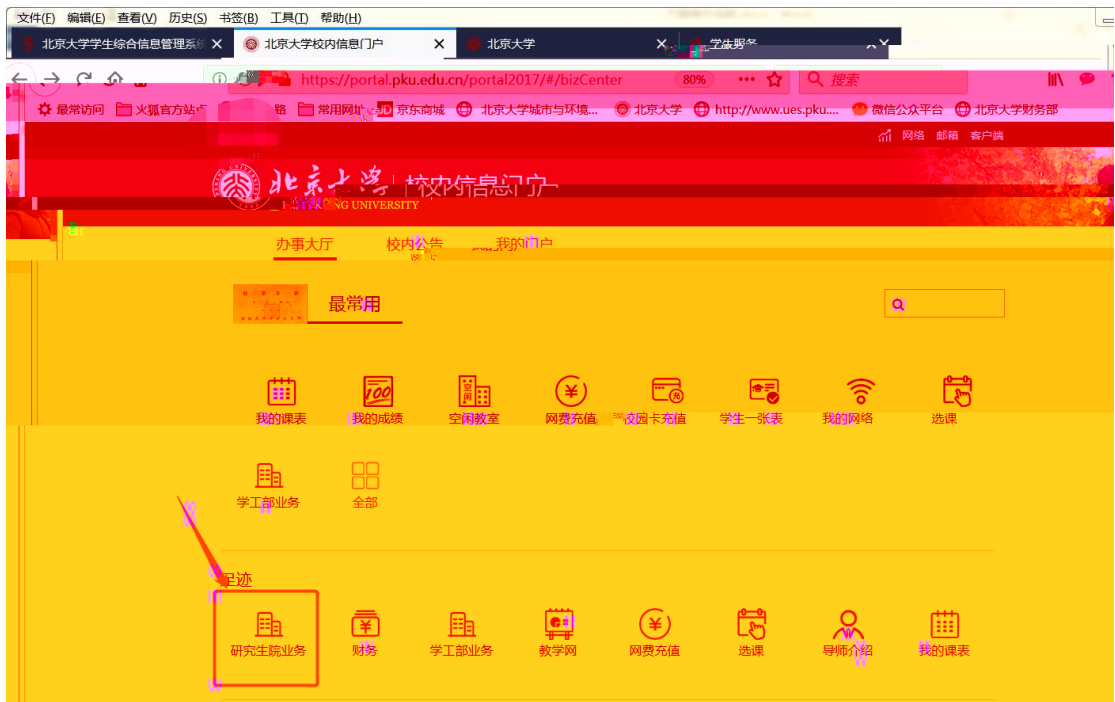 文件(F) 编辑(E) 查看(V) 历史(S) 书签(B) 工具(T) 帮助(H)
北京大学学生综合信息管理系统 北京大学校内信息门户 北京大学 学生服务
https://portal.pku.edu.cn/portal2017/#/bizCenter 80% 搜索
最常访问 火狐官方站点 常用网址 JD 京东商城 北京大学城市与环境... 北京大学 http://www.ues.pku.... 微信公众平台 北京大学财务部
网络 邮箱 客户端
北京大学 校内信息门户
UNIVERSITY
办事大厅 校内公告 我的门户
最常用
我的课表 我的成绩 空闲教室 网费充值 校园卡充值 学生一张表 我的网络 选课
学工部业务 全部
足迹
研究生院业务 财务 学工部业务 教学网 网费充值 选课 导师介绍 我的课表